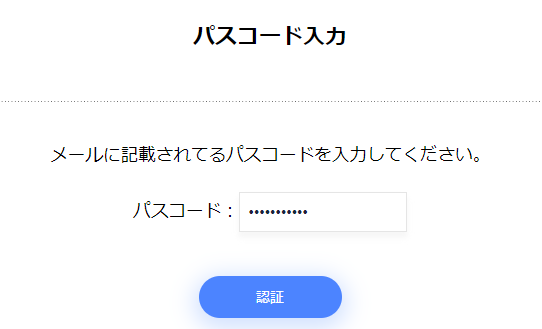 パスコード入力
メールに記載されてるパスコードを入力してください。
パスコード：•••••••••••
認証